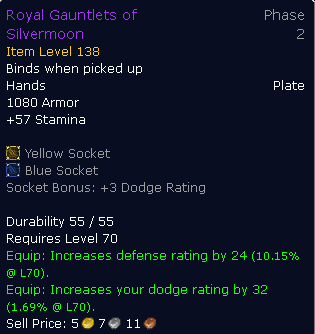 Royal Gauntlets of Phase
Silvermoon 2
Item Level 138
Binds when picked up
Hands Plate
1080 Armor
+57 Stamina
Yellow Socket
Blue Socket
Socket Bonus: +3 Dodge Rating
Durability 55 / 55
Requires Level 70
Equip: Increases defense rating by 24 (10.15%
@ L70).
Equip: Increases your dodge rating by 32
(1.69% @ L70).
Sell Price: 5 7 11